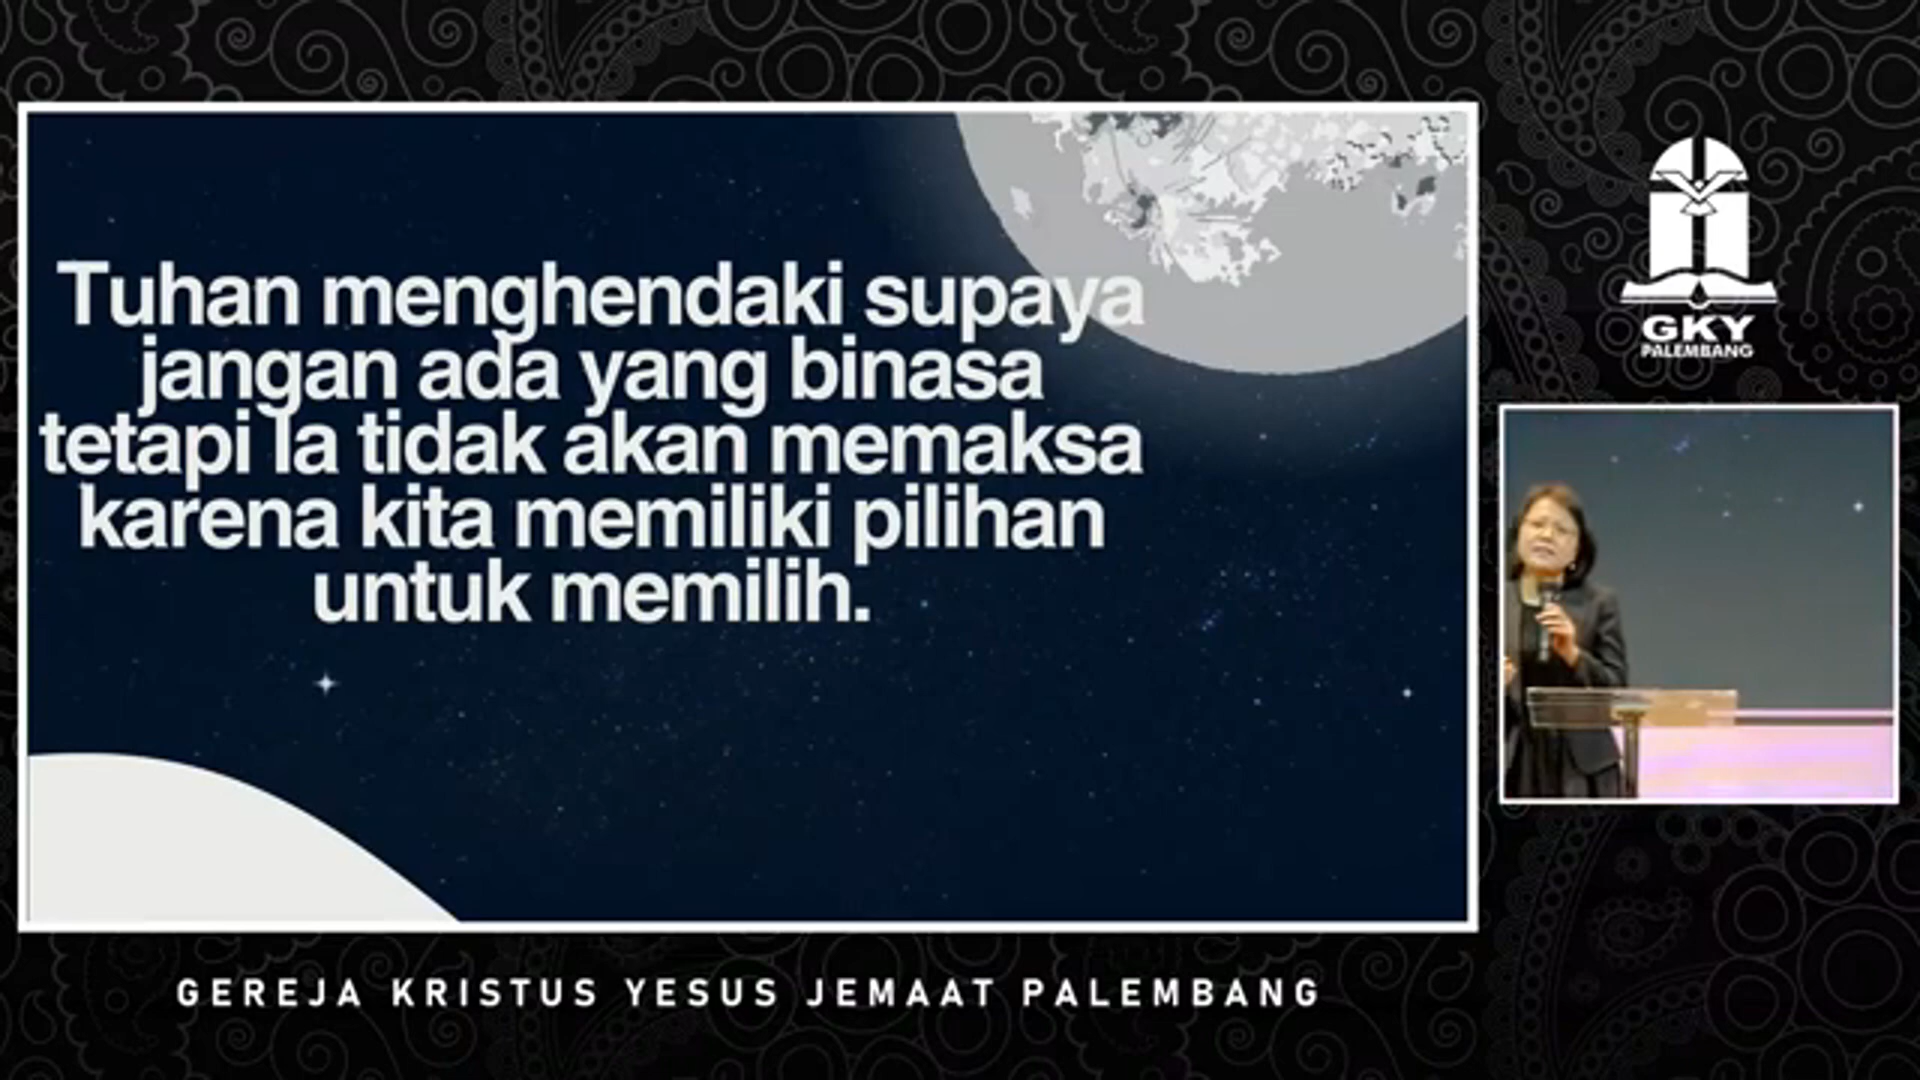 Tuhan menghendaki supaya
jangan ada yang binasa
tetapi Ia tidak akan memaksa
karena kita memiliki pilihan
untuk memilih.
GKY
PALEMBANG
GEREJA KRISTUS YESUS JEMAAT PALEMBANG